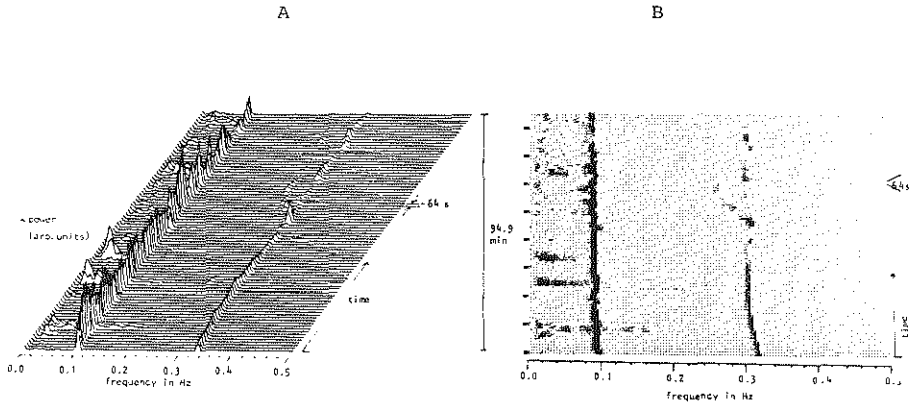 A
B
power
(arb.units)
64 s
time
0.0 0.1 0.2 0.3 0.4 0.5
frequency in Hz
94.9
min
64s
time
0.0 0.1 0.2 0.3 0.4
frequency in Hz